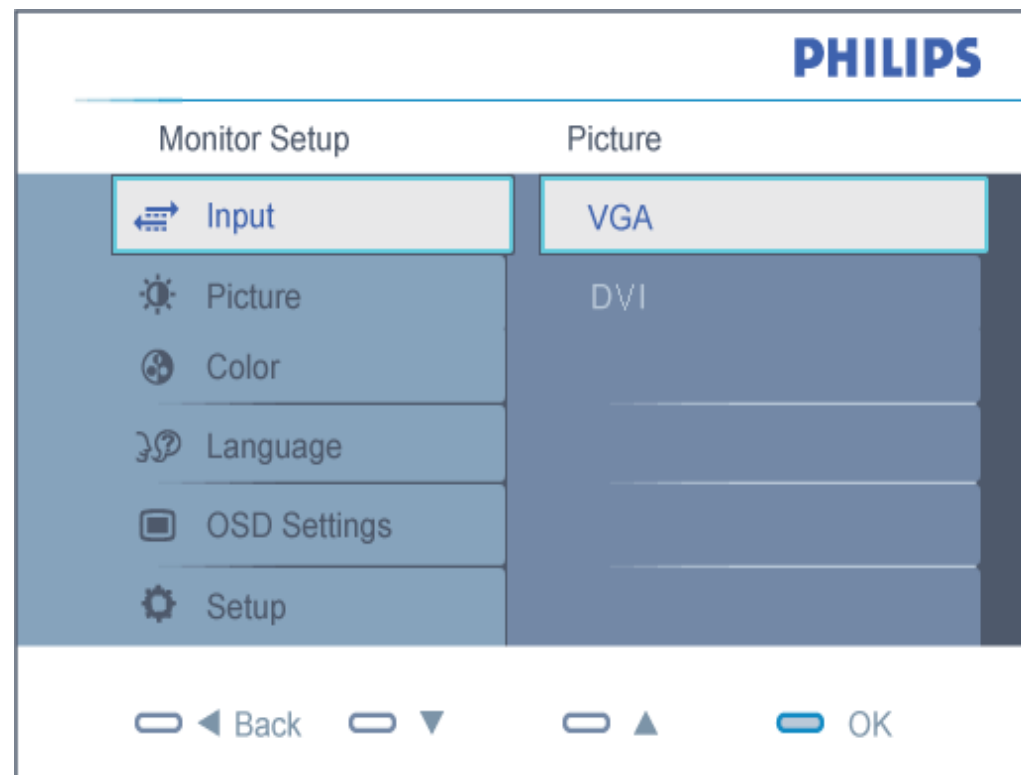 PHILIPS
Monitor Setup Picture
Input VGA
Picture DVI
Color
Language
OSD Settings
Setup
Back OK